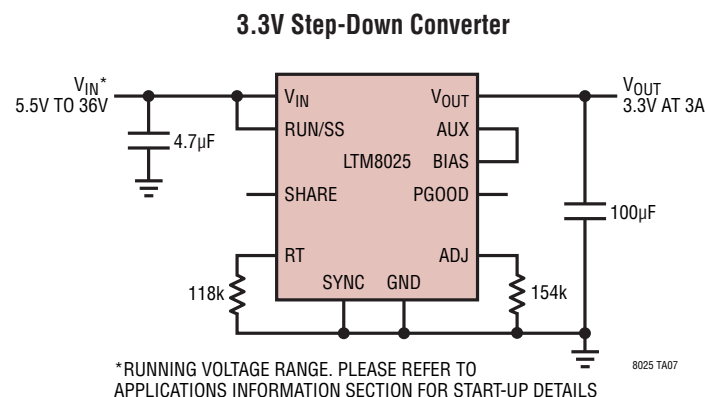 3.3V Step-Down Converter
VIN*
5.5V TO 36V
4.7µF
VIN
RUN/SS
SHARE
RT
LTM8025
VOUT
AUX
BIAS
PGOOD
ADJ
SYNC
GND
VOUT
3.3V AT 3A
100µF
118k
154k
*RUNNING VOLTAGE RANGE. PLEASE REFER TO
APPLICATIONS INFORMATION SECTION FOR START-UP DETAILS
8025 TA07